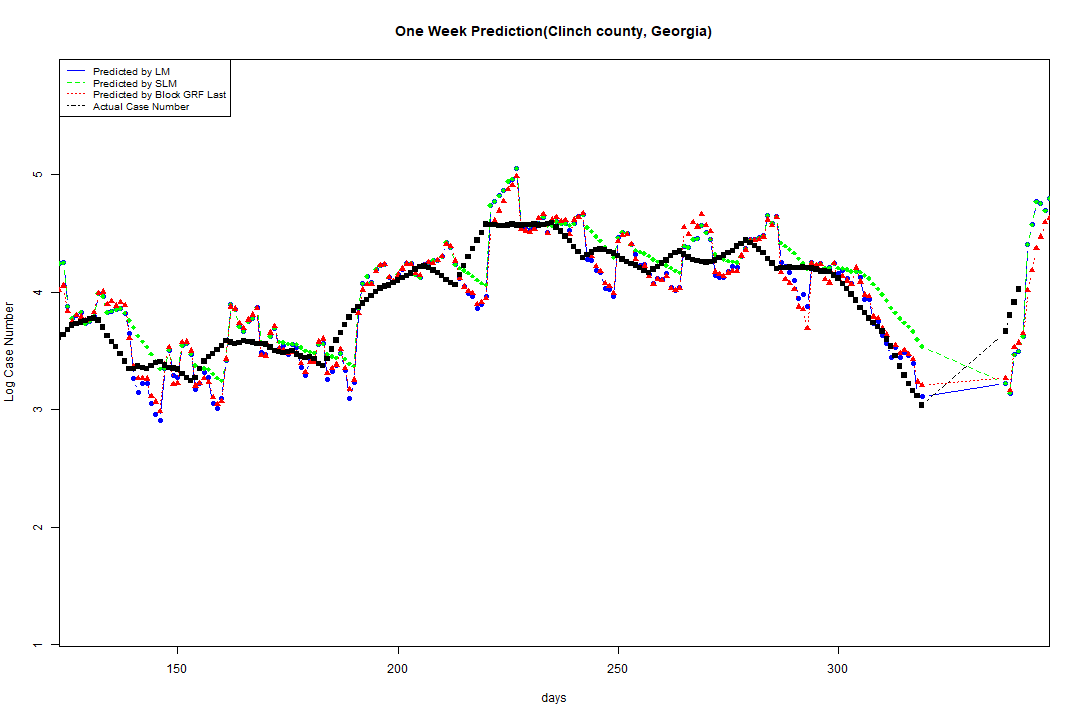 One Week Prediction(Clinch county, Georgia)
Predicted by LM
Predicted by SLM
Predicted by Block GRF Last
Actual Case Number
Log Case Number
5
4
3
2
1
150
200
250
300
days